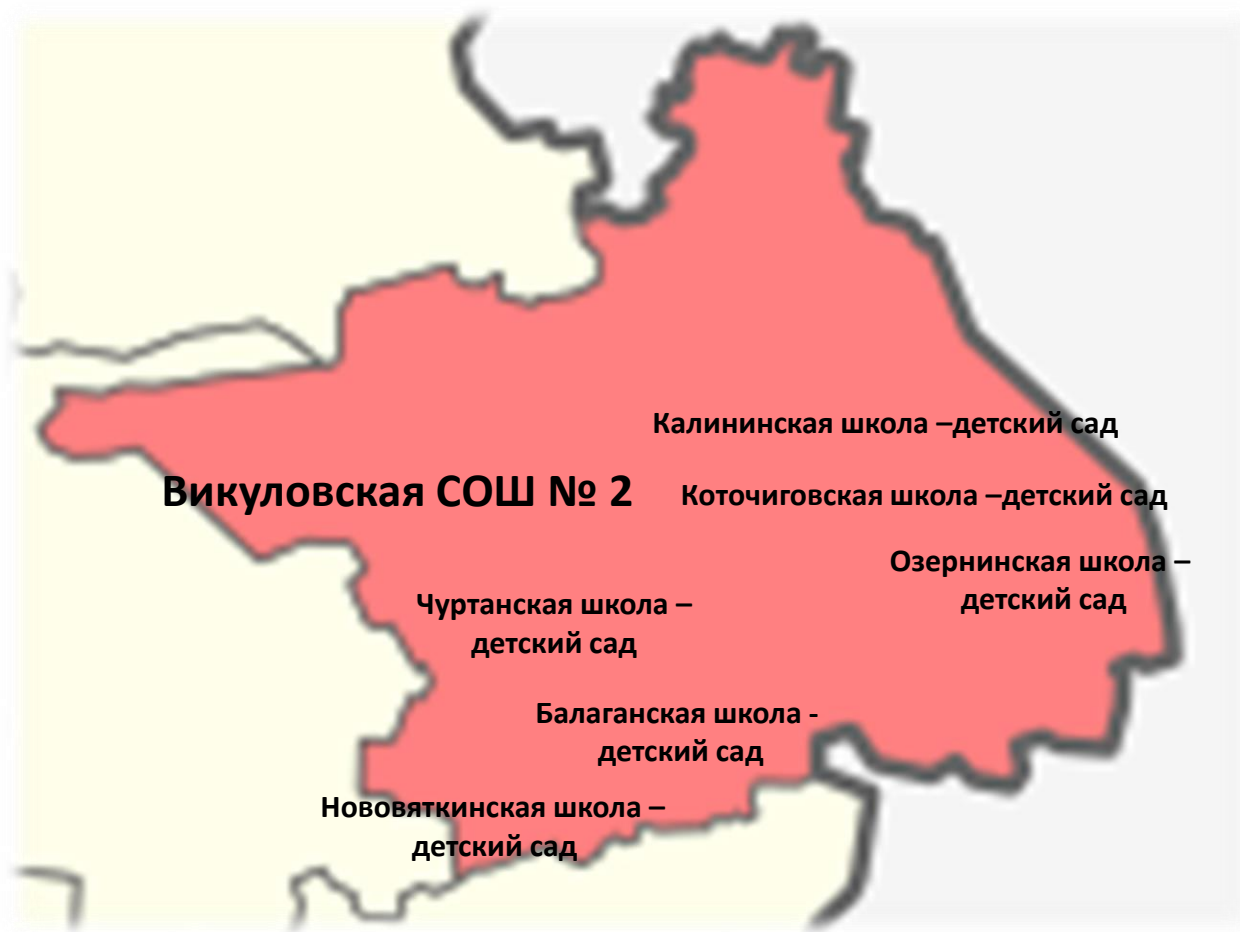 Калининская школа –детский сад
Викуловская СОШ № 2
Коточиговская школа –детский сад
Озернинская школа –
детский сад
Чуртанская школа –
детский сад
Балаганская школа -
детский сад
Нововяткинская школа –
детский сад